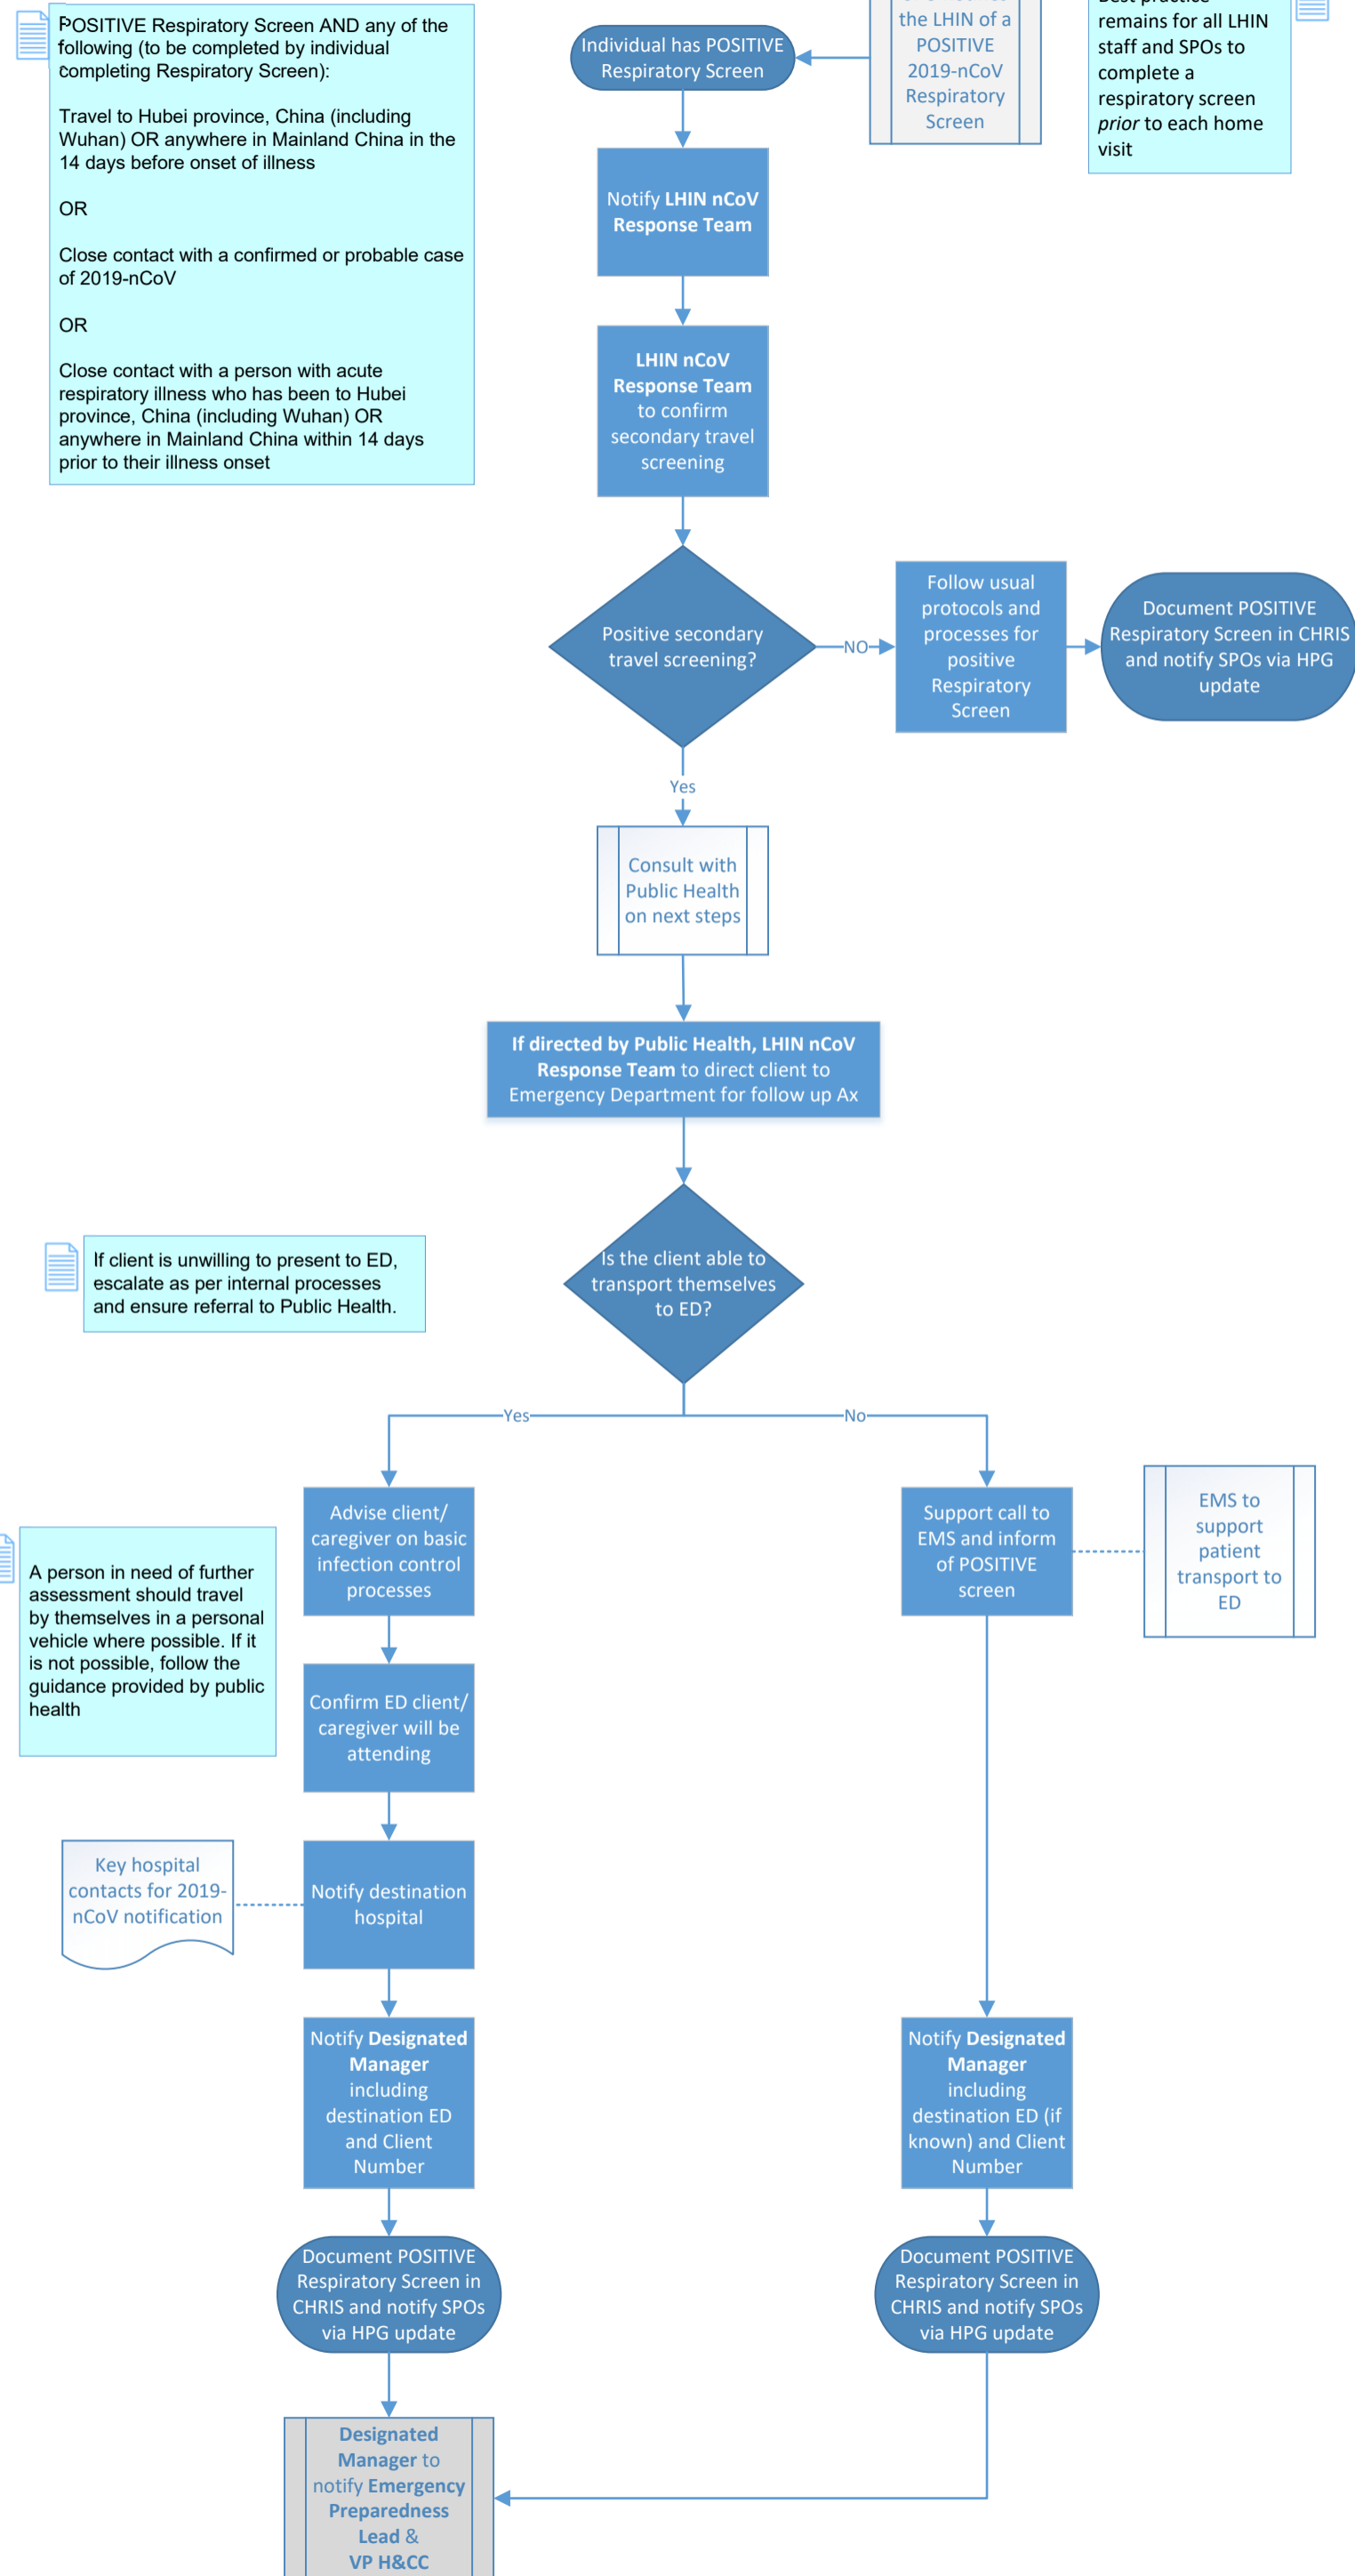 POSITIVE Respiratory Screen AND any of the
following (to be completed by individual
completing Respiratory Screen):
Travel to Hubei province, China (including
Wuhan) OR anywhere in Mainland China in the
14 days before onset of illness
OR
Close contact with a confirmed or probable case
of 2019-nCoV
OR
Close contact with a person with acute
respiratory illness who has been to Hubei
province, China (including Wuhan) OR
anywhere in Mainland China within 14 days
prior to their illness onset
Individual has POSITIVE
Respiratory Screen
the LHIN of a
POSITIVE
2019-nCoV
Respiratory
Screen
Best practice
remains for all LHIN
staff and SPOs to
complete a
respiratory screen
prior to each home
visit
Notify LHIN nCoV
Response Team
LHIN nCoV
Response Team
to confirm
secondary travel
screening
Positive secondary
travel screening?
NO
Follow usual
protocols and
processes for
positive
Respiratory
Screen
Document POSITIVE
Respiratory Screen in CHRIS
and notify SPOs via HPG
update
Yes
Consult with
Public Health
on next steps
If directed by Public Health, LHIN nCoV
Response Team to direct client to
Emergency Department for follow up Ax
If client is unwilling to present to ED,
escalate as per internal processes
and ensure referral to Public Health.
Is the client able to
transport themselves
to ED?
Yes
No
A person in need of further
assessment should travel
by themselves in a personal
vehicle where possible. If it
is not possible, follow the
guidance provided by public
health
Advise client/
caregiver on basic
infection control
processes
Support call to
EMS and inform
of POSITIVE
screen
EMS to
support
patient
transport to
ED
Confirm ED client/
caregiver will be
attending
Key hospital
contacts for 2019-
nCoV notification
Notify destination
hospital
Notify Designated
Manager
including
destination ED
and Client
Number
Notify Designated
Manager
including
destination ED (if
known) and Client
Number
Document POSITIVE
Respiratory Screen in
CHRIS and notify SPOs
via HPG update
Document POSITIVE
Respiratory Screen in
CHRIS and notify SPOs
via HPG update
Designated
Manager to
notify Emergency
Preparedness
Lead &
VP H&CC